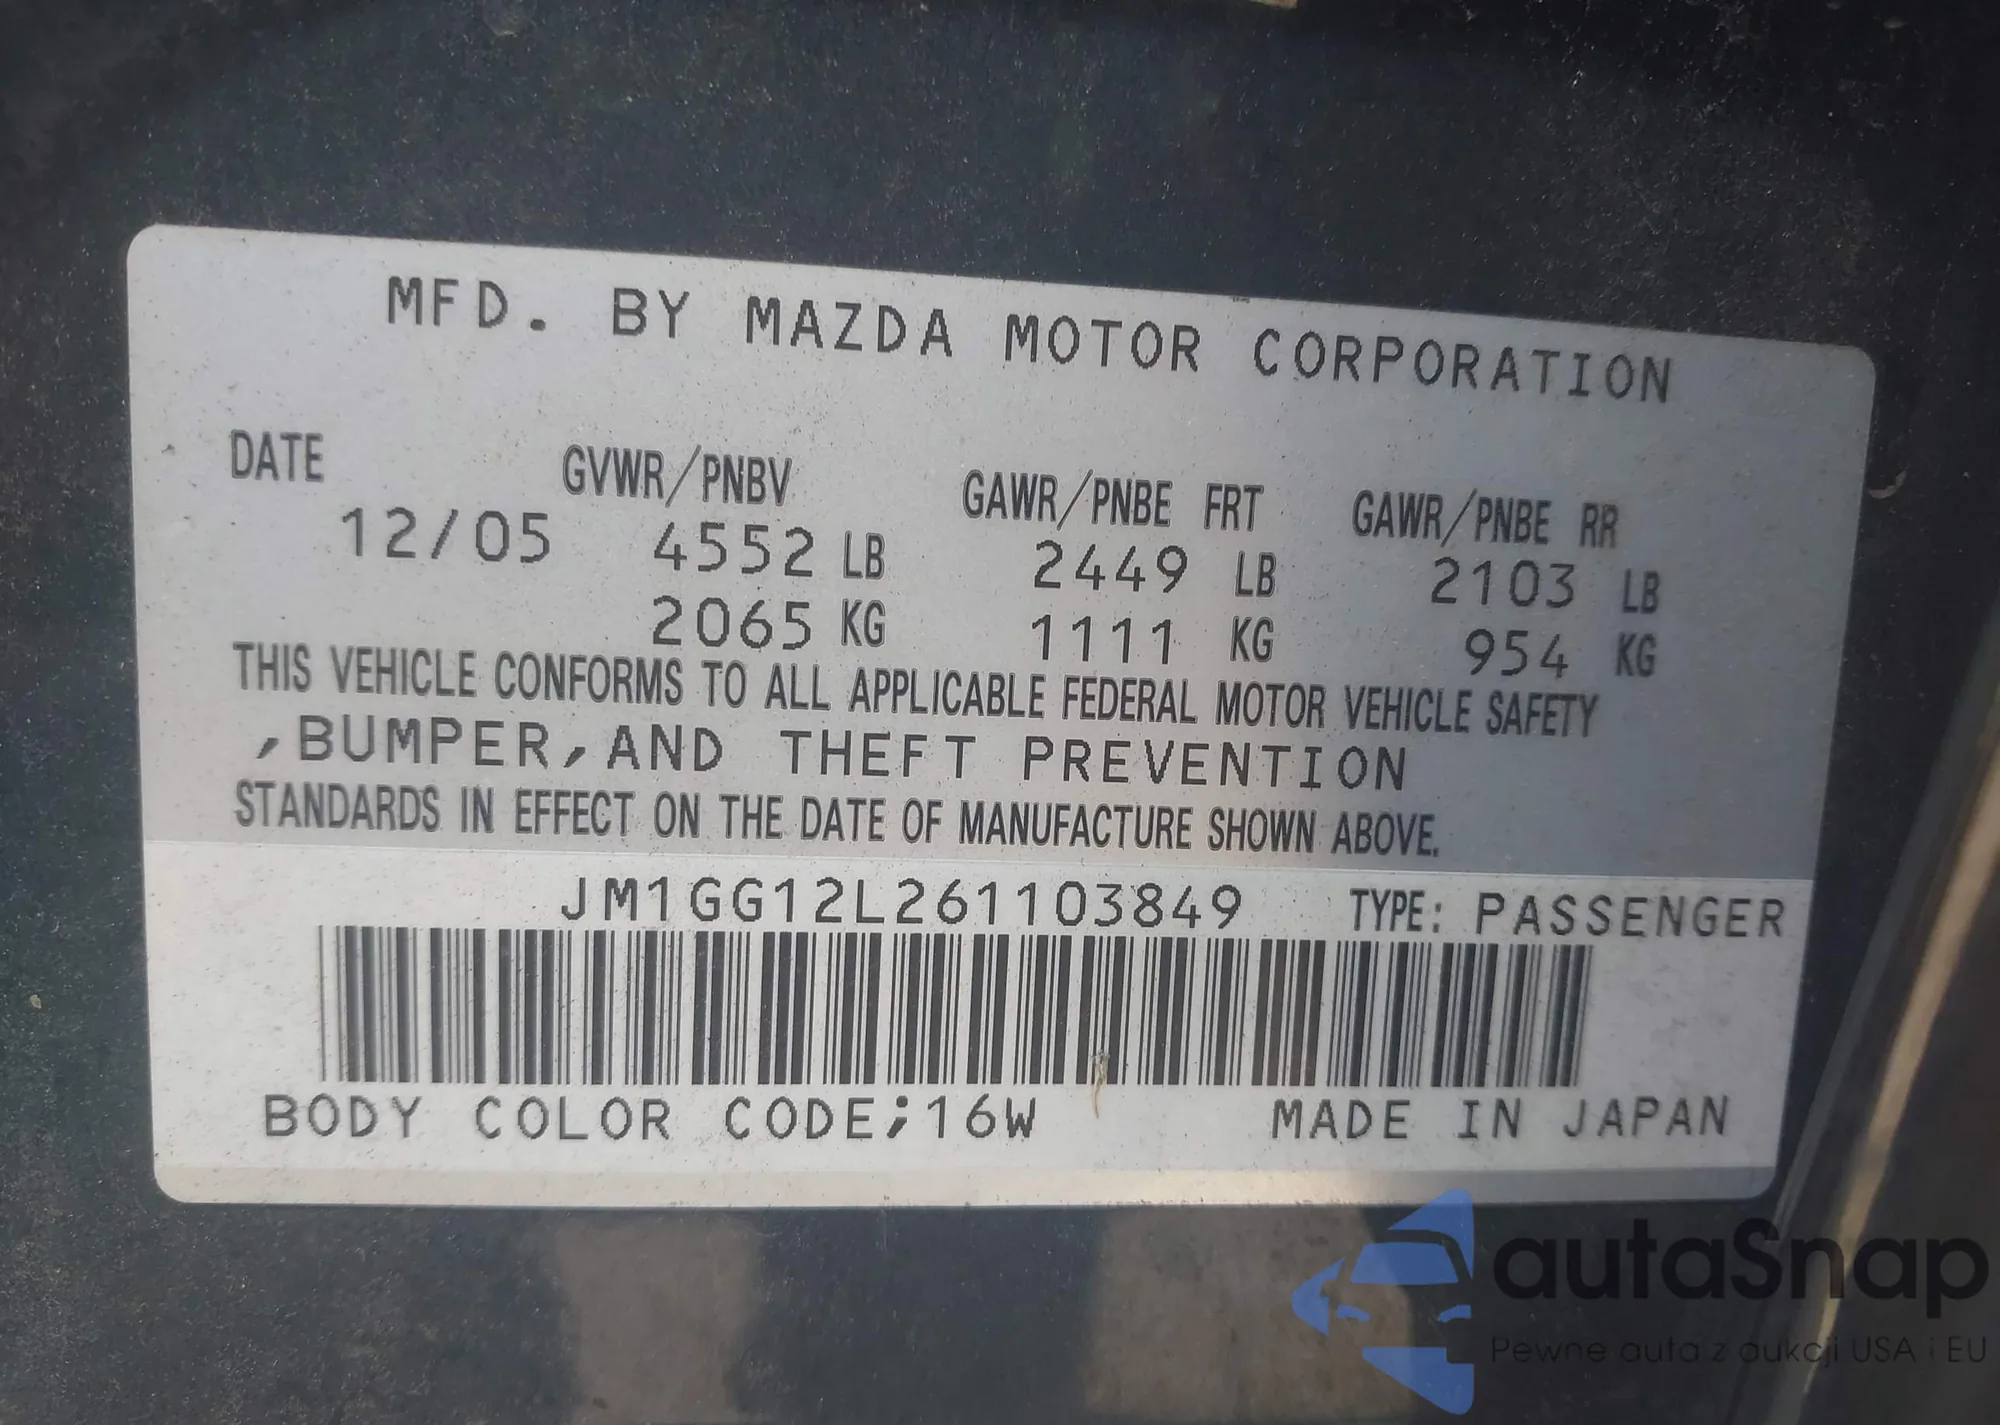 MFD. BY MAZDA MOTOR CORPORATION
DATE GVWR/PNBV GAWR/PNBE FRT GAWR/PNBE RR
12/05 4552 LB 2449 LB 2103 LB
2065 KG 1111 KG 954 KG
THIS VEHICLE CONFORMS TO ALL APPLICABLE FEDERAL MOTOR VEHICLE SAFETY
,BUMPER,AND THEFT PREVENTION
STANDARDS IN EFFECT ON THE DATE OF MANUFACTURE SHOWN ABOVE.
JM1GG12L261103849 TYPE: PASSENGER
BODY COLOR CODE;16W MADE IN JAPAN
autaSnap
Pewne auta z aukcji USA i EU